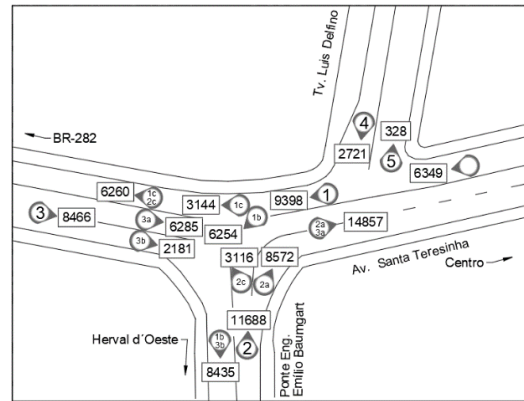 Tv. Luis Delfino
BR-282
4
328
2721
5
6349
6260
1c
2c
3144
1c
9398
1
3
8466
3a
6285
6254
1b
2a
3a
14857
3b
2181
3116
8572
Av. Santa Teresinha
Centro
2c
2a
11688
Herval d´Oeste
1b
3b
2
Ponte Eng.
Emílio Baumgart
8435